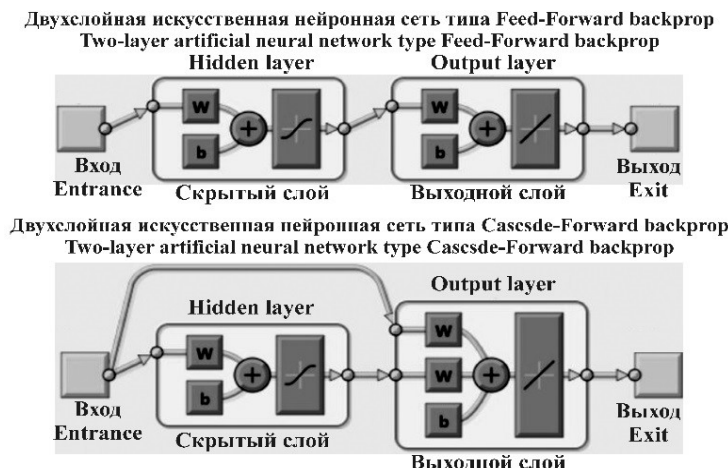 Двухслойная искусственная нейронная сеть типа Feed-Forward backprop
Two-layer artificial neural network type Feed-Forward backprop
Hidden layer Output layer
W W
b b
Вход Выход
Entrance Exit
Скрытый слой Выходной слой
Двухслойная искусственная нейронная сеть типа Cascsde-Forward backprop
Two-layer artificial neural network type Cascsde-Forward backprop
Output layer
Hidden layer
W
W W
b b
Вход Выход
Entrance Exit
Скрытый слой
Выходной слой